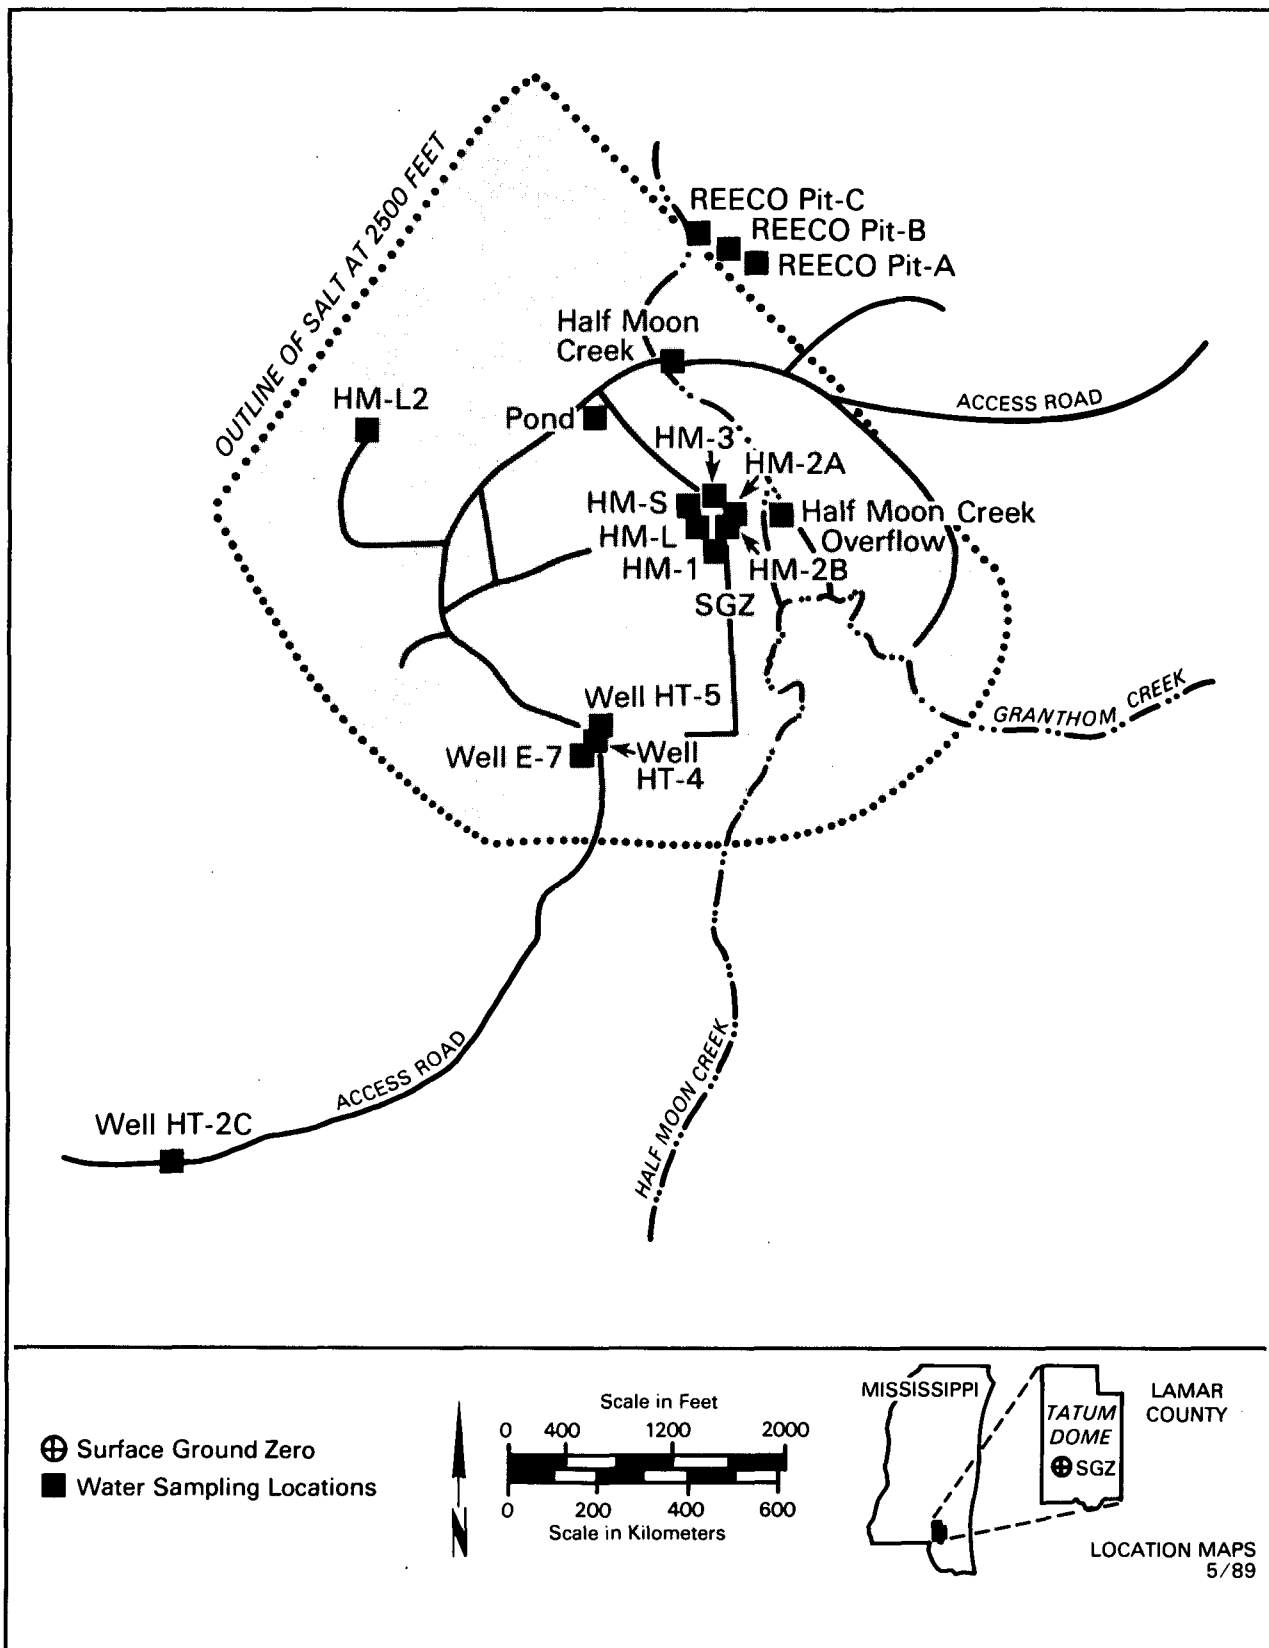 OUTLINE OF SALT AT 2500 FEET
REECO Pit-C
REECO Pit-B
REECO Pit-A
Half Moon
Creek
HM-L2
Pond
ACCESS ROAD
HM-3
HM-2A
HM-S
Half Moon Creek
Overflow
HM-L
HM-1
HM-2B
SGZ
Well HT-5
GRANTHOM CREEK
Well E-7
Well
HT-4
ACCESS ROAD
HALF MOON CREEK
Well HT-2C
Surface Ground Zero
Water Sampling Locations
N
Scale in Feet
0 400 1200 2000
0 200 400 600
Scale in Kilometers
MISSISSIPPI
LAMAR
COUNTY
TATUM
DOME
SGZ
LOCATION MAPS
5/89